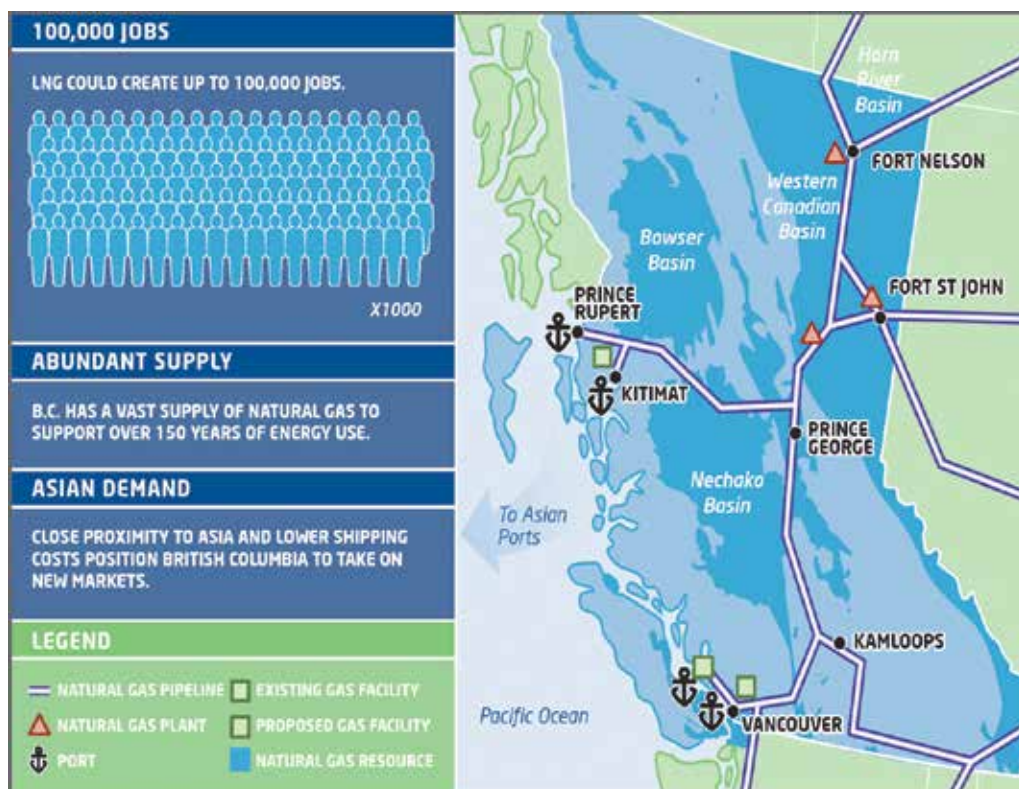 100,000 JOBS
LNG COULD CREATE UP TO 100,000 JOBS.
X1000
ABUNDANT SUPPLY
B.C. HAS A VAST SUPPLY OF NATURAL GAS TO
SUPPORT OVER 150 YEARS OF ENERGY USE.
ASIAN DEMAND
CLOSE PROXIMITY TO ASIA AND LOWER SHIPPING
COSTS POSITION BRITISH COLUMBIA TO TAKE ON
NEW MARKETS.
LEGEND
NATURAL GAS PIPELINE
EXISTING GAS FACILITY
NATURAL GAS PLANT
PROPOSED GAS FACILITY
PORT
NATURAL GAS RESOURCE
Horn
River
Basin
FORT NELSON
Western
Canadian
Basin
Bowser
Basin
FORT ST JOHN
PRINCE
RUPERT
KITIMAT
PRINCE
GEORGE
Nechako
Basin
To Asian
Ports
KAMLOOPS
Pacific Ocean
VANCOUVER